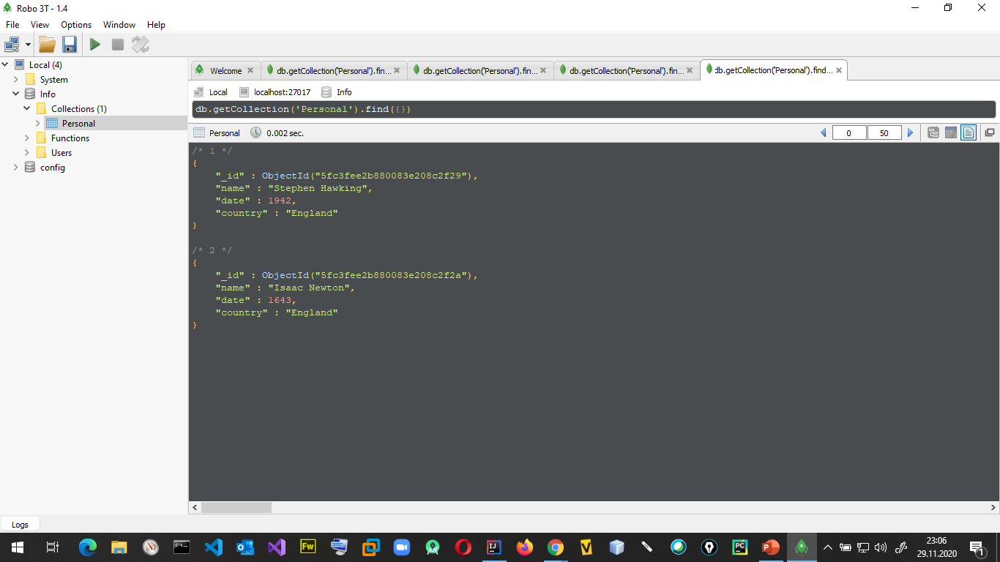 Robo 3T - 1.4
File View Options Window Help
Local (4)
System
Info
Collections (1)
Personal
Functions
Users
config
Welcome db.getCollection('Personal').fin... db.getCollection('Personal').fin... db.getCollection('Personal').fin... db.getCollection('Personal').find...
Local localhost:27017 Info
db.getCollection('Personal').find({})
Personal 0.002 sec. 0 50
/* 1 */
{
"_id" : ObjectId("5fc3fee2b880083e208c2f29"),
"name" : "Stephen Hawking",
"date" : 1942,
"country" : "England"
}
/* 2 */
{
"_id" : ObjectId("5fc3fee2b880083e208c2f2a"),
"name" : "Isaac Newton",
"date" : 1643,
"country" : "England"
}
Logs
Fw
IJ
PC
P
23:06
29.11.2020
1